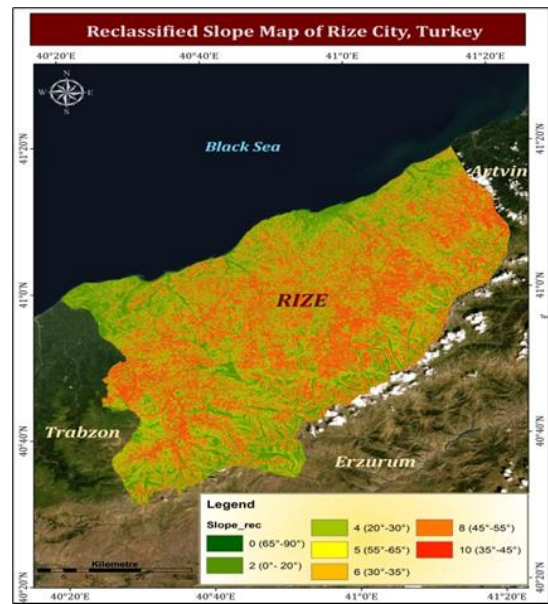 Reclassified Slope Map of Rize City, Turkey
40°20'E 40°40'E 41°0'E 41°20'E
N
W E
S
41°20'N 41°20'N
Black Sea
Artvin
41°0'N 41°0'N
RIZE
40°40'N 40°40'N
Trabzon
Erzurum
Legend
Slope_rec
0 (65°-90°)
2 (0°- 20°)
4 (20°-30°)
5 (55°-65°)
6 (30°-35°)
8 (45°-55°)
10 (35°-45°)
Kilometre
40°20'N 40°20'N
40°20'E 40°40'E 41°0'E 41°20'E